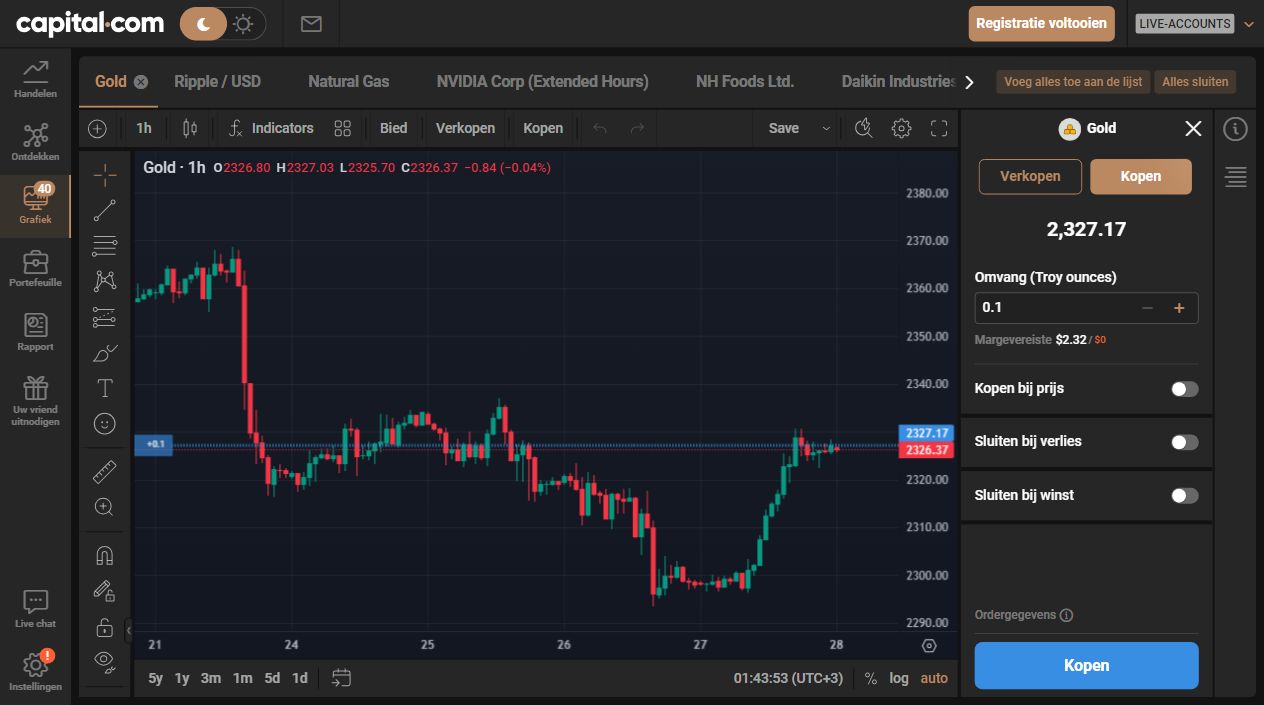 capital.com
Registratie voltooien
LIVE-ACCOUNTS
Handelen
Ontdekken
40
Grafiek
Portefeuille
Rapport
Uw vriend
uitnodigen
Live chat
!
Instellingen
Gold
Ripple / USD
Natural Gas
NVIDIA Corp (Extended Hours)
NH Foods Ltd.
Daikin Industries
Voeg alles toe aan de lijst
Alles sluiten
1h
Indicators
Bied
Verkopen
Kopen
Save
Gold · 1h O2326.80 H2327.03 L2325.70 C2326.37 −0.84 (−0.04%)
2380.00
2370.00
2360.00
2350.00
2340.00
2327.17
2326.37
2320.00
2310.00
2300.00
2290.00
+0.1
21
24
25
26
27
28
5y
1y
3m
1m
5d
1d
01:43:53 (UTC+3)
%
log
auto
Gold
Verkopen
Kopen
2,327.17
Omvang (Troy ounces)
0.1
Margevereiste $2.32 / $0
Kopen bij prijs
Sluiten bij verlies
Sluiten bij winst
Ordergegevens
Kopen